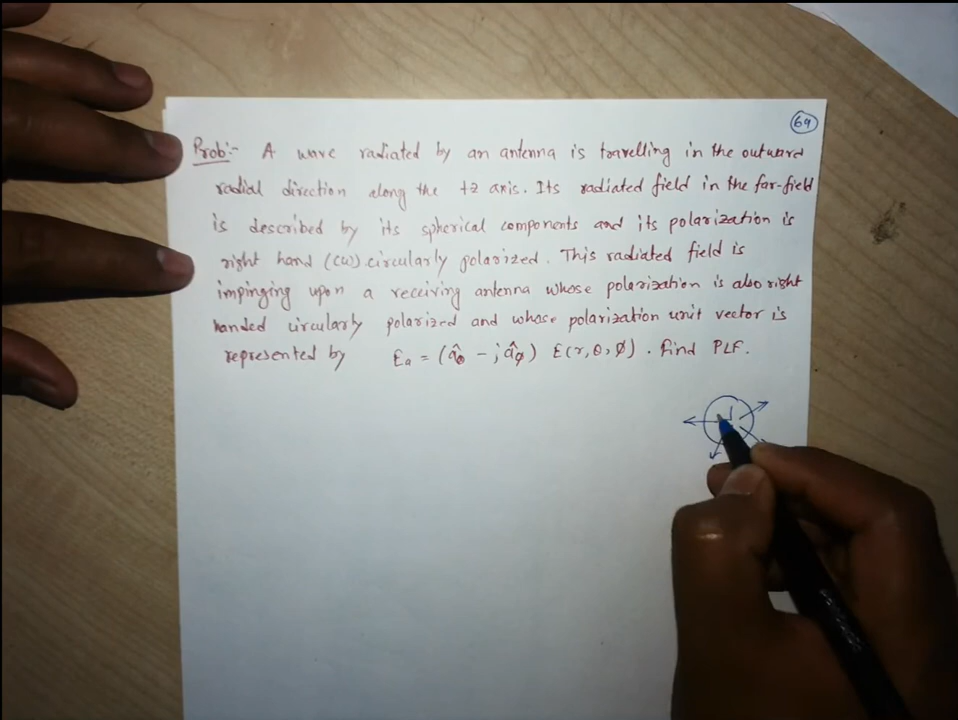 69
Prob:- A wave radiated by an antenna is travelling in the outward
radial direction along the +z axis. Its radiated field in the far-field
is described by its spherical components and its polarization is
right hand (CW) circularly polarized. This radiated field is
impinging upon a receiving antenna whose polarization is also right
handed circularly polarized and whose polarization unit vector is
represented by Ea = (âθ - jâφ) E(r, θ, φ). Find PLF.